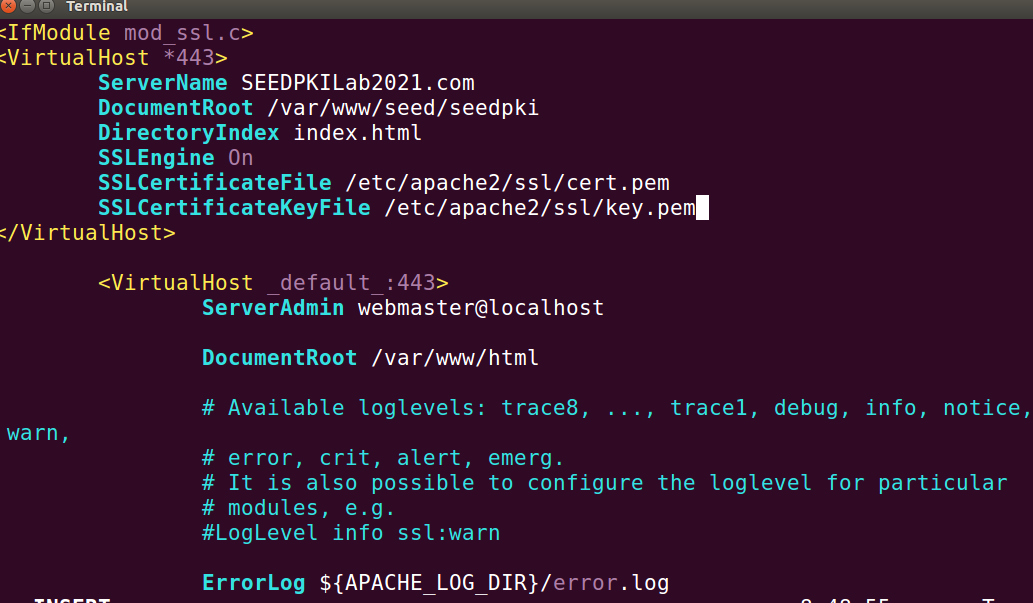 Terminal
<IfModule mod_ssl.c>
<VirtualHost *443>
ServerName SEEDPKILab2021.com
DocumentRoot /var/www/seed/seedpki
DirectoryIndex index.html
SSLEngine On
SSLCertificateFile /etc/apache2/ssl/cert.pem
SSLCertificateKeyFile /etc/apache2/ssl/key.pem
</VirtualHost>
<VirtualHost _default_:443>
ServerAdmin webmaster@localhost
DocumentRoot /var/www/html
# Available loglevels: trace8, ..., trace1, debug, info, notice,
warn,
# error, crit, alert, emerg.
# It is also possible to configure the loglevel for particular
# modules, e.g.
#LogLevel info ssl:warn
ErrorLog ${APACHE_LOG_DIR}/error.log
INSERT